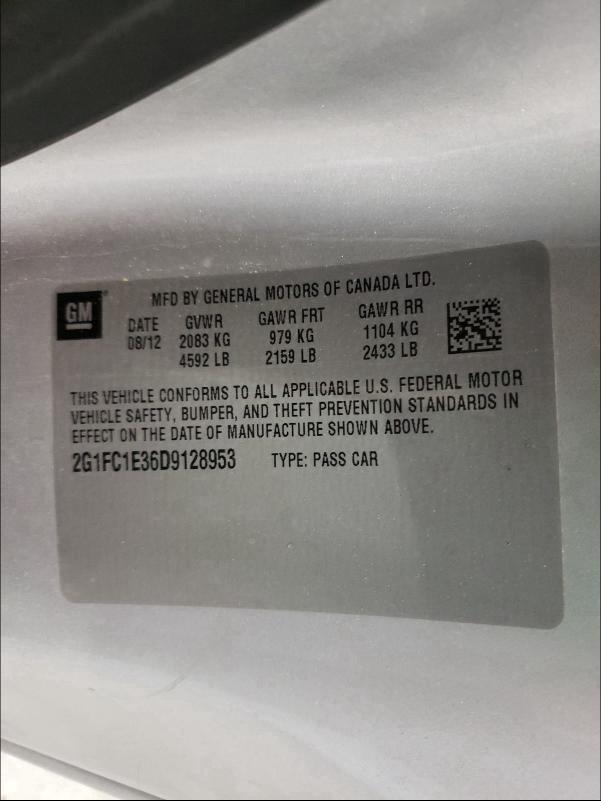 GM®
MFD BY GENERAL MOTORS OF CANADA LTD.
DATE GVWR GAWR FRT GAWR RR
08/12 2083 KG 979 KG 1104 KG
4592 LB 2159 LB 2433 LB
THIS VEHICLE CONFORMS TO ALL APPLICABLE U.S. FEDERAL MOTOR
VEHICLE SAFETY, BUMPER, AND THEFT PREVENTION STANDARDS IN
EFFECT ON THE DATE OF MANUFACTURE SHOWN ABOVE.
2G1FC1E36D9128953 TYPE: PASS CAR